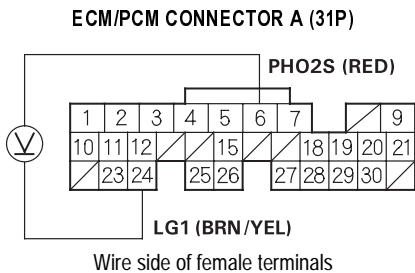 ECM/PCM CONNECTOR A (31P)
PHO2S (RED)
1 2 3 4 5 6 7 9
V
10 11 12 15 18 19 20 21
23 24 25 26 27 28 29 30
LG1 (BRN/YEL)
Wire side of female terminals